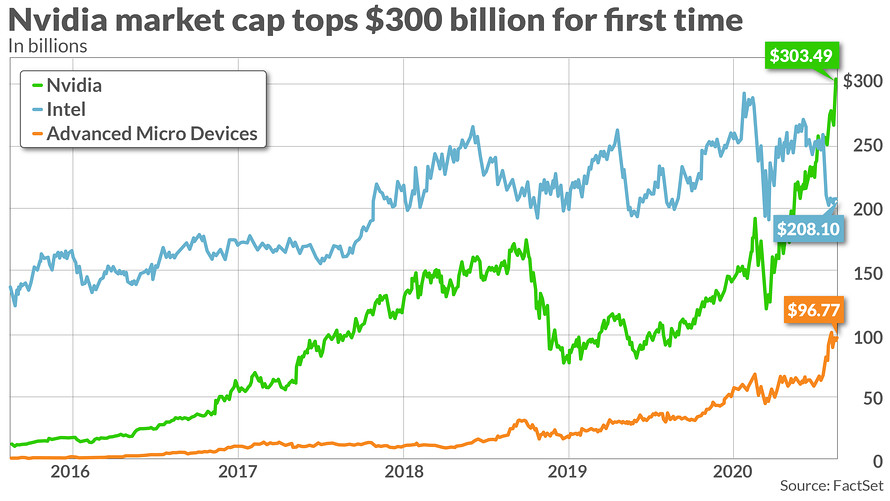 Nvidia market cap tops $300 billion for first time
In billions
$303.49
Nvidia
Intel
Advanced Micro Devices
$300
250
200
$208.10
150
$96.77
100
50
0
2016 2017 2018 2019 2020
Source: FactSet